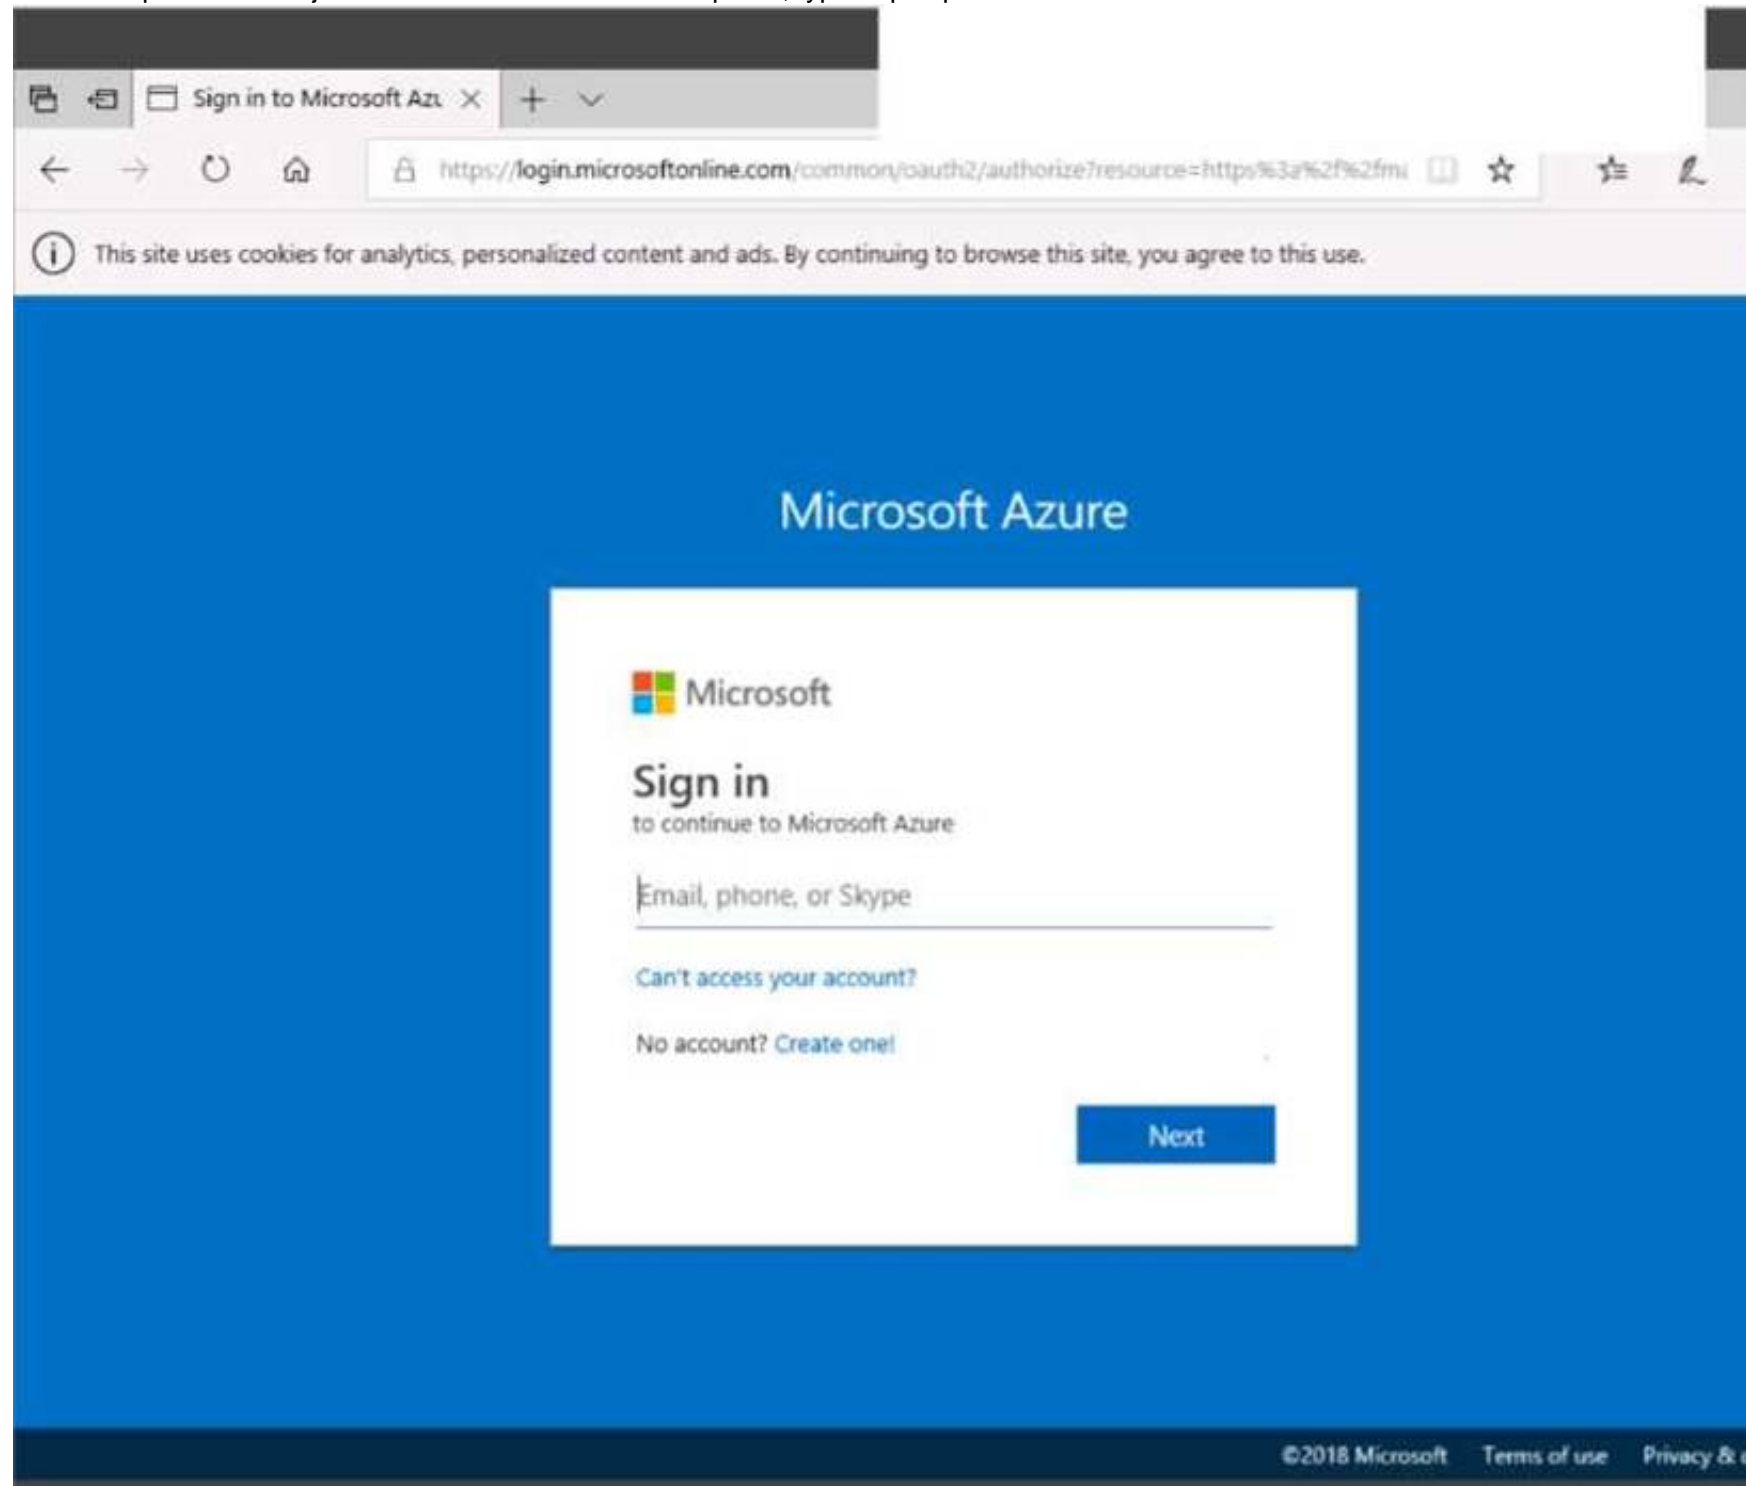 Sign in to Microsoft Azu
https://login.microsoftonline.com/common/oauth2/authorize?resource=https%3a%2f%2fma
This site uses cookies for analytics, personalized content and ads. By continuing to browse this site, you agree to this use.
Microsoft Azure
Microsoft
Sign in
to continue to Microsoft Azure
Email, phone, or Skype
Can't access your account?
No account? Create one!
Next
©2018 Microsoft Terms of use Privacy &